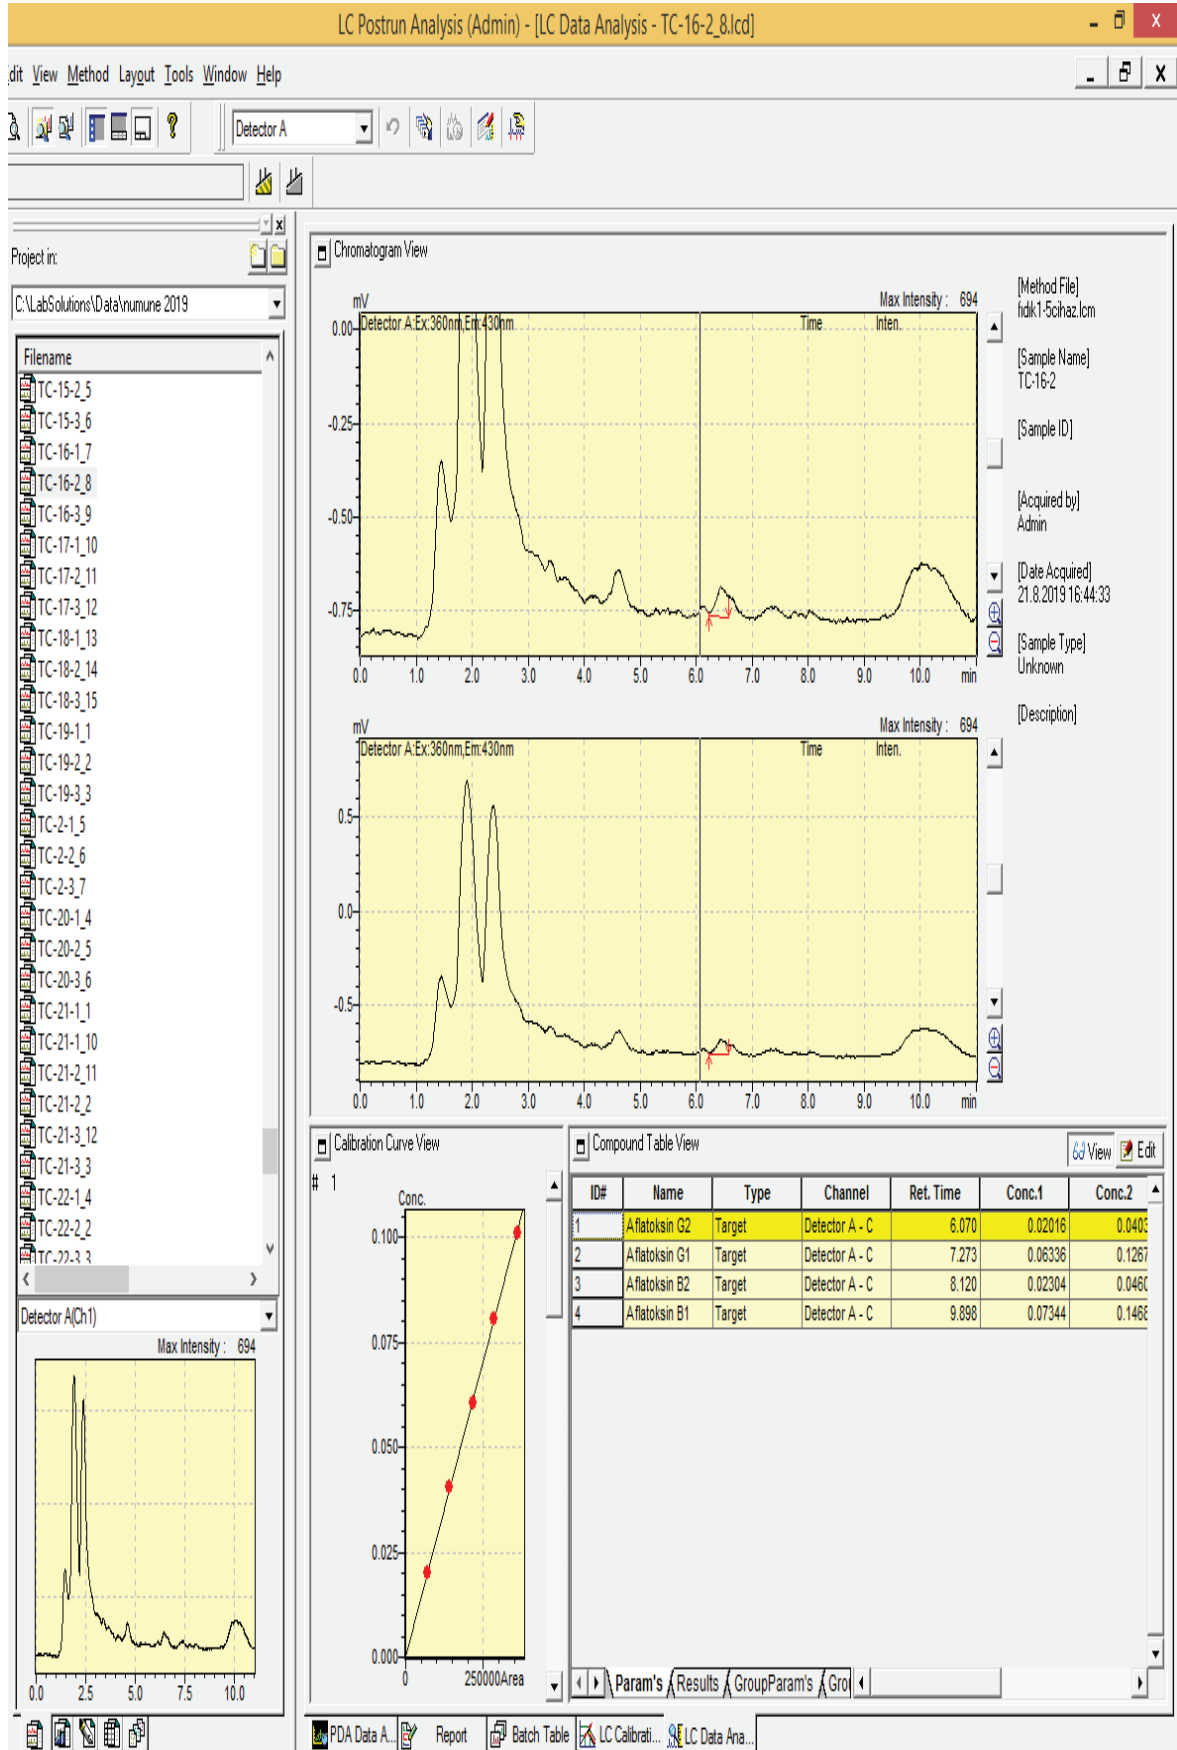 LC Postrun Analysis (Admin) - [LC Data Analysis - TC-16-2_8.lcd]
dit View Method Layout Tools Window Help
Detector A
Project in:
C:\LabSolutions\Data\numune 2019
Filename
TC-15-2_5
TC-15-3_6
TC-16-1_7
TC-16-2_8
TC-16-3_9
TC-17-1_10
TC-17-2_11
TC-17-3_12
TC-18-1_13
TC-18-2_14
TC-18-3_15
TC-19-1_1
TC-19-2_2
TC-19-3_3
TC-2-1_5
TC-2-2_6
TC-2-3_7
TC-20-1_4
TC-20-2_5
TC-20-3_6
TC-21-1_1
TC-21-1_10
TC-21-2_11
TC-21-2_2
TC-21-3_12
TC-21-3_3
TC-22-1_4
TC-22-2_2
TC-22-3_3
Detector A(Ch1)
Max Intensity : 694
0.0 2.5 5.0 7.5 10.0
Chromatogram View
mV
Max Intensity : 694
Detector A:Ex:360nm,Em:430nm Time Inten.
0.00
-0.25
-0.50
-0.75
0.0 1.0 2.0 3.0 4.0 5.0 6.0 7.0 8.0 9.0 10.0 min
mV
Max Intensity : 694
Detector A:Ex:360nm,Em:430nm Time Inten.
0.5
0.0
-0.5
0.0 1.0 2.0 3.0 4.0 5.0 6.0 7.0 8.0 9.0 10.0 min
[Method File]
fidik1-5cihaz.lcm
[Sample Name]
TC-16-2
[Sample ID]
[Acquired by]
Admin
[Date Acquired]
21.8.2019 16:44:33
[Sample Type]
Unknown
[Description]
Calibration Curve View
# 1
Conc.
0.100
0.075
0.050
0.025
0.000
0 250000 Area
Compound Table View
View Edit
ID# Name Type Channel Ret. Time Conc.1 Conc.2
1 Aflatoksin G2 Target Detector A - C 6.070 0.02016 0.0403
2 Aflatoksin G1 Target Detector A - C 7.273 0.06336 0.1267
3 Aflatoksin B2 Target Detector A - C 8.120 0.02304 0.0460
4 Aflatoksin B1 Target Detector A - C 9.898 0.07344 0.1468
Param's Results GroupParam's Grou
PDA Data A... Report Batch Table LC Calibrati... LC Data Ana...